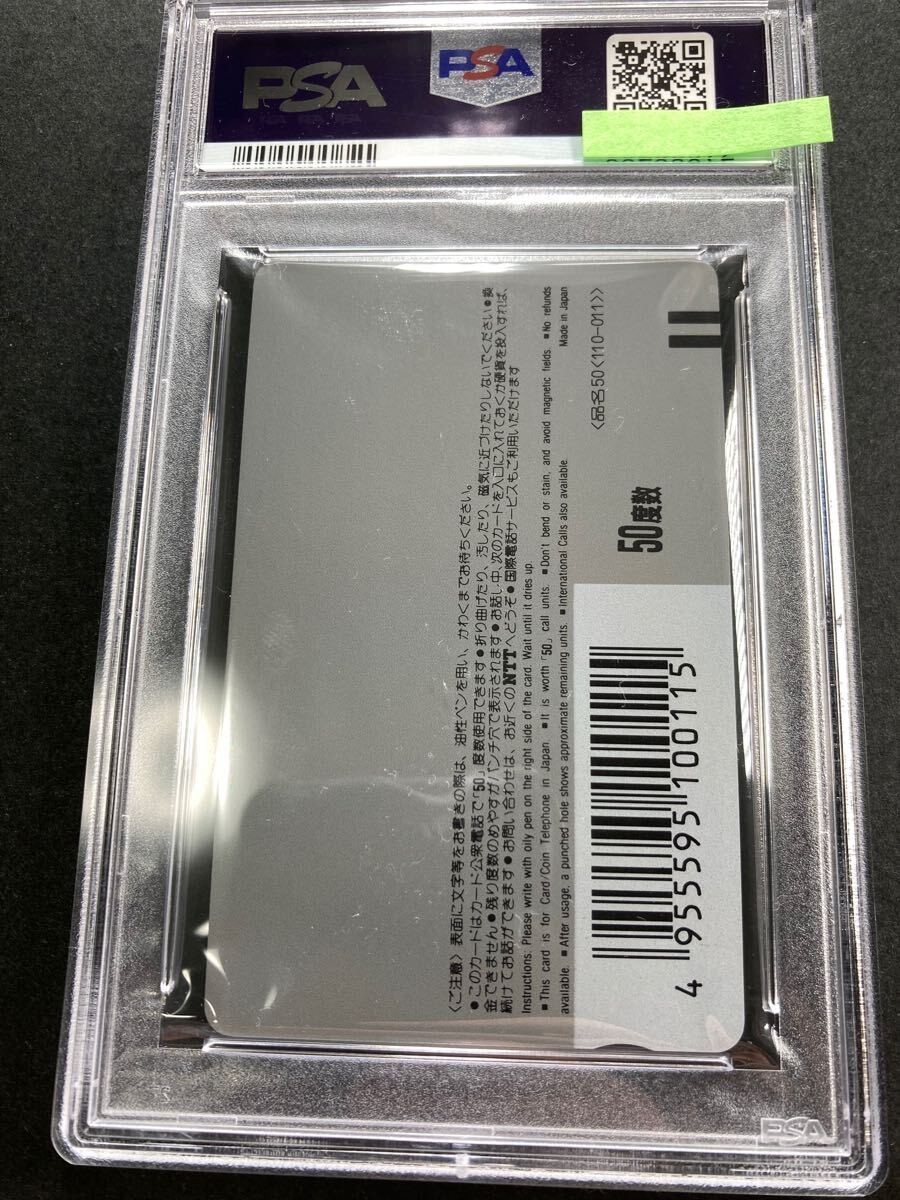 PSA
PSA
〈ご注意〉表面に文字等をお書きの際は、油性ペンを用い、かわくまでお待ちください。
●このカードはカード公衆電話で「50」度数使用できます●折り曲げたり、汚したり、磁気に近づけたりしないでください●換
金できません●残り度数のめやすがパンチ穴で表示されます●お話し中、次のカードを入口に入れておくか硬貨を投入すれば、
続けてお話ができます●お問い合わせは、お近くのNTTへどうぞ●国際電話サービスもご利用いただけます
Instructions: Please write with oily pen on the right side of the card. Wait until it dries up.
■This card is for Card/Coin Telephone in Japan. ■It is worth「50」call units. ■Don't bend or stain, and avoid magnetic fields. ■No refunds
available. ■After usage, a punched hole shows approximate remaining units. ■International Calls also available. Made in Japan
〈品名50〈110-011〉〉
50度数
4 955595 100115
PSA